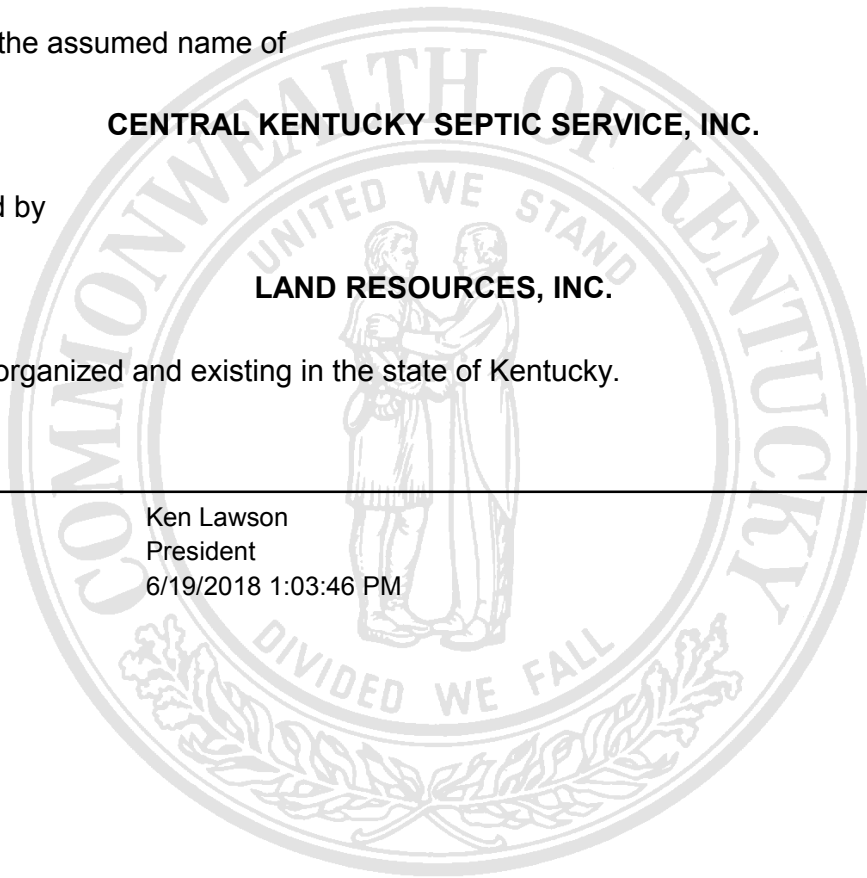 the assumed name of
CENTRAL KENTUCKY SEPTIC SERVICE, INC.
d by
LAND RESOURCES, INC.
organized and existing in the state of Kentucky.
Ken Lawson
President
6/19/2018 1:03:46 PM
COMMONWEALTH OF KENTUCKY
UNITED WE STAND
DIVIDED WE FALL